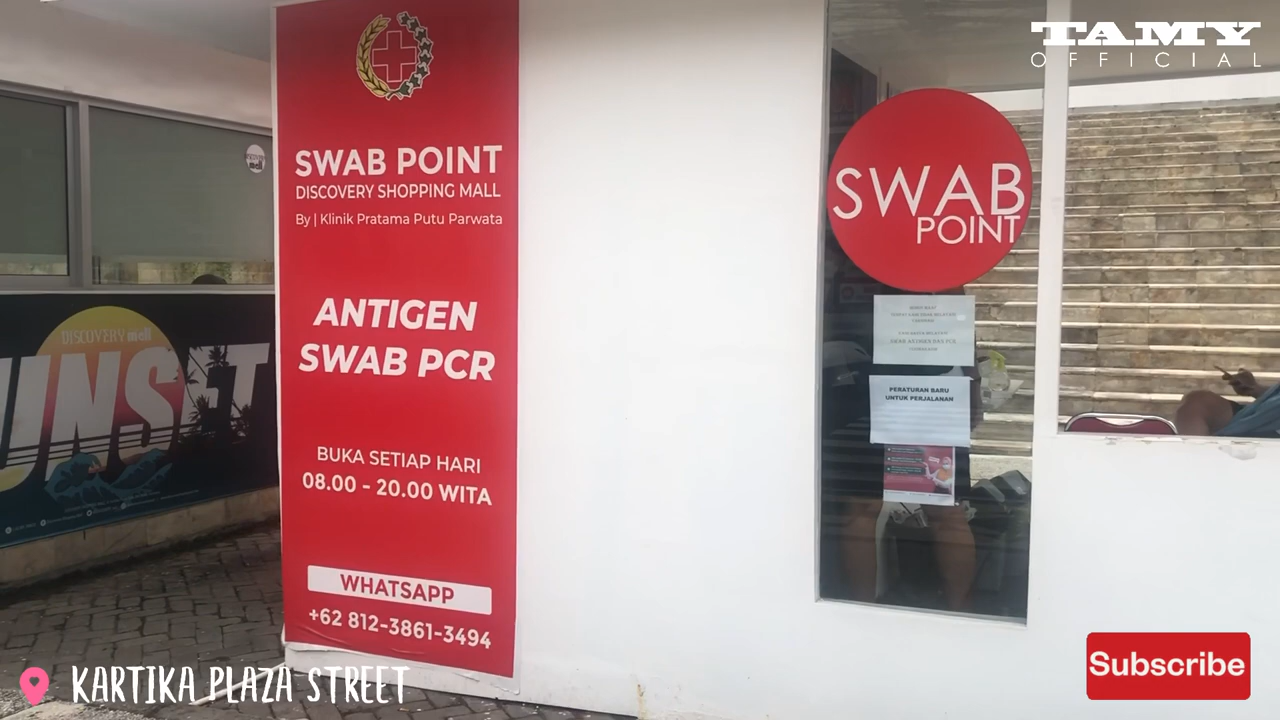 TAMY
OFFICIAL
SWAB POINT
DISCOVERY SHOPPING MALL
By | Klinik Pratama Putu Parwata
ANTIGEN
SWAB PCR
BUKA SETIAP HARI
08.00 - 20.00 WITA
WHATSAPP
+62 812-3861-3494
SWAB
POINT
PERATURAN BARU
UNTUK PERJALANAN
DISCOVERY mall
SUNSET
KARTIKA PLAZA STREET
Subscribe